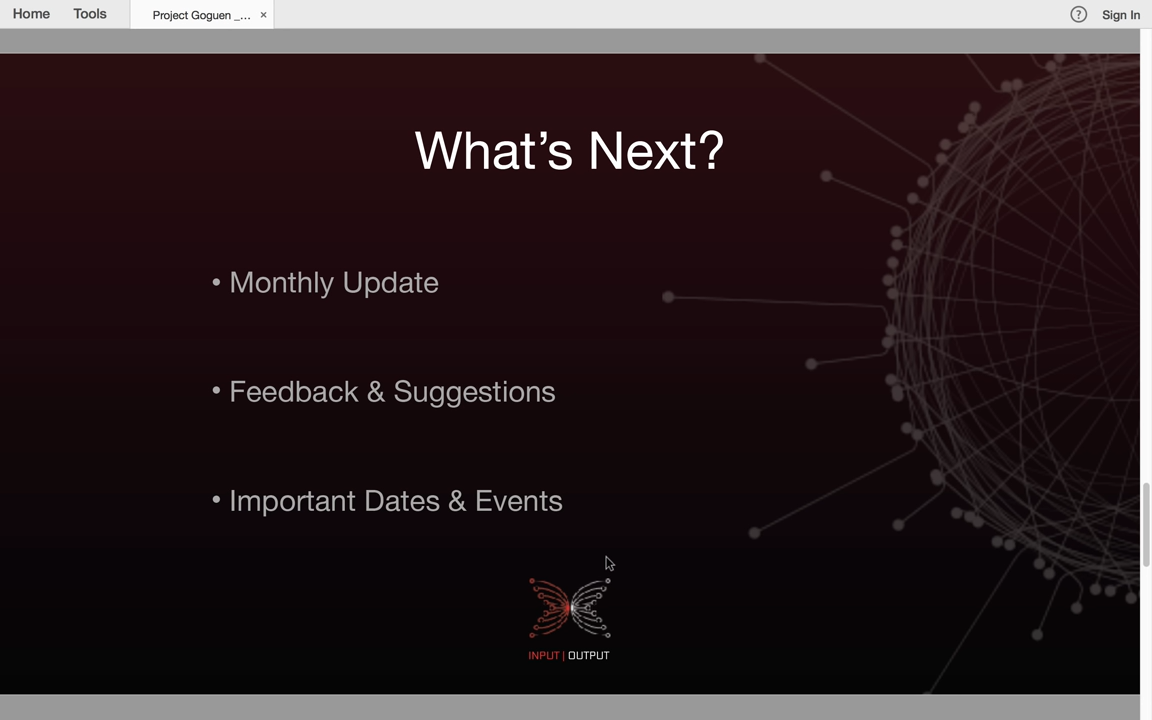 Home Tools Project Goguen _... × ? Sign In
What's Next?
• Monthly Update
• Feedback & Suggestions
• Important Dates & Events
INPUT | OUTPUT